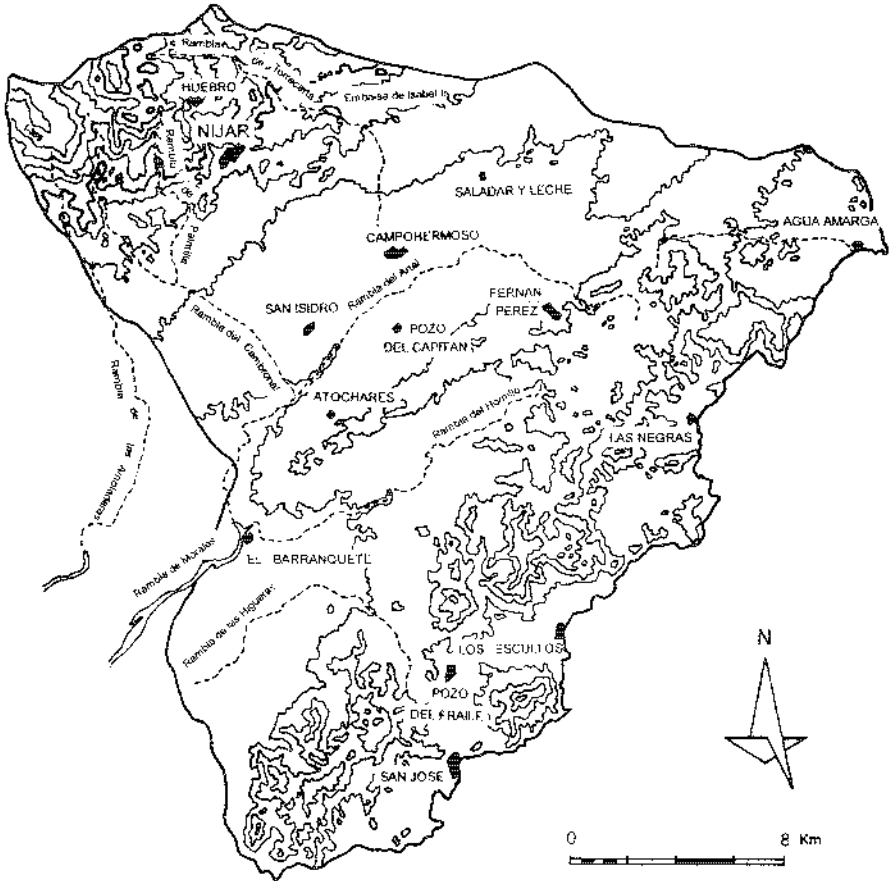 Rambla
de Torrecarta
Embalse de Isabel II
HUEBRO
NIJAR
Rambla de
Palmilla
SALADAR Y LECHE
AGUA AMARGA
CAMPOHERMOSO
Rambla del Artal
FERNAN
PEREZ
SAN ISIDRO
POZO
DEL CAPITAN
Rambla del Cambronal
Rambla de las Amoladeras
ATOCHARES
Rambla del Hornillo
LAS NEGRAS
Rambla de Morales
EL BARRANQUETE
Rambla de las Higueras
LOS ESCULLOS
N
POZO
DEL FRAILE
SAN JOSE
0 8 Km